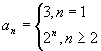 aₙ = { 3, n = 1
2ⁿ, n ≥ 2